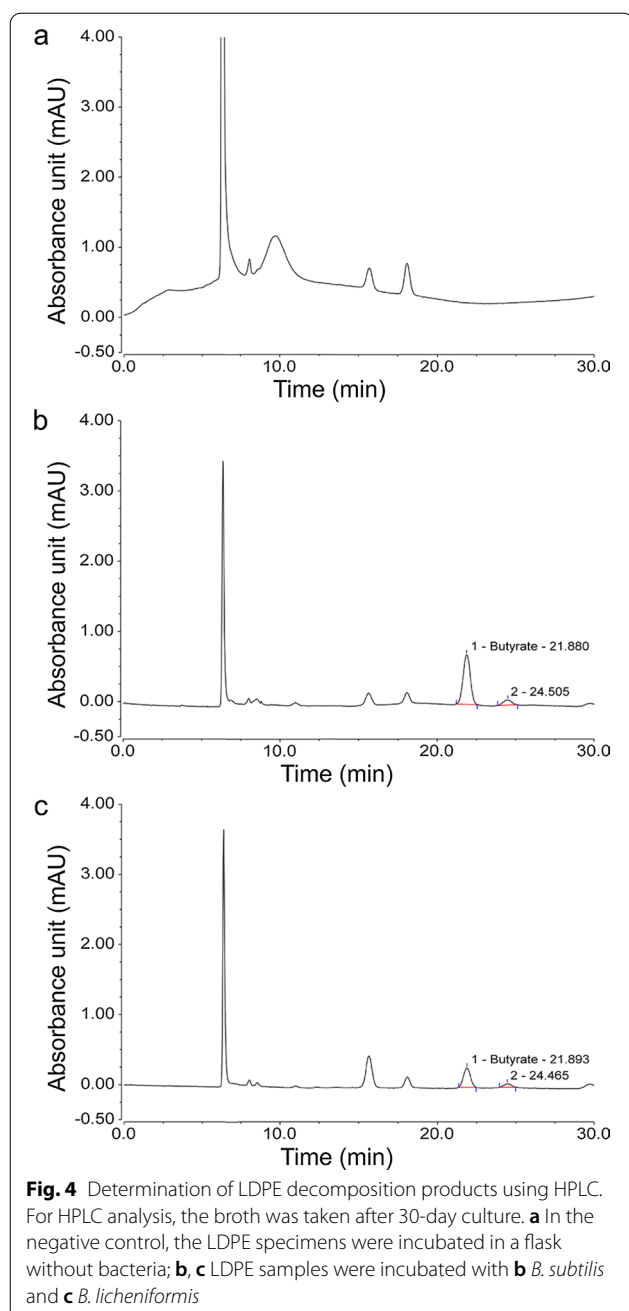 a
4.00
3.00
2.00
1.00
0.00
-0.50
Absorbance unit (mAU)
0.0 10.0 20.0 30.0
Time (min)
b
4.00
3.00
2.00
1.00
0.00
-0.50
Absorbance unit (mAU)
1 - Butyrate - 21.880
2 - 24.505
0.0 10.0 20.0 30.0
Time (min)
c
4.00
3.00
2.00
1.00
0.00
-0.50
Absorbance unit (mAU)
1 - Butyrate - 21.893
2 - 24.465
0.0 10.0 20.0 30.0
Time (min)
Fig. 4 Determination of LDPE decomposition products using HPLC.
For HPLC analysis, the broth was taken after 30-day culture. a In the
negative control, the LDPE specimens were incubated in a flask
without bacteria; b, c LDPE samples were incubated with b B. subtilis
and c B. licheniformis